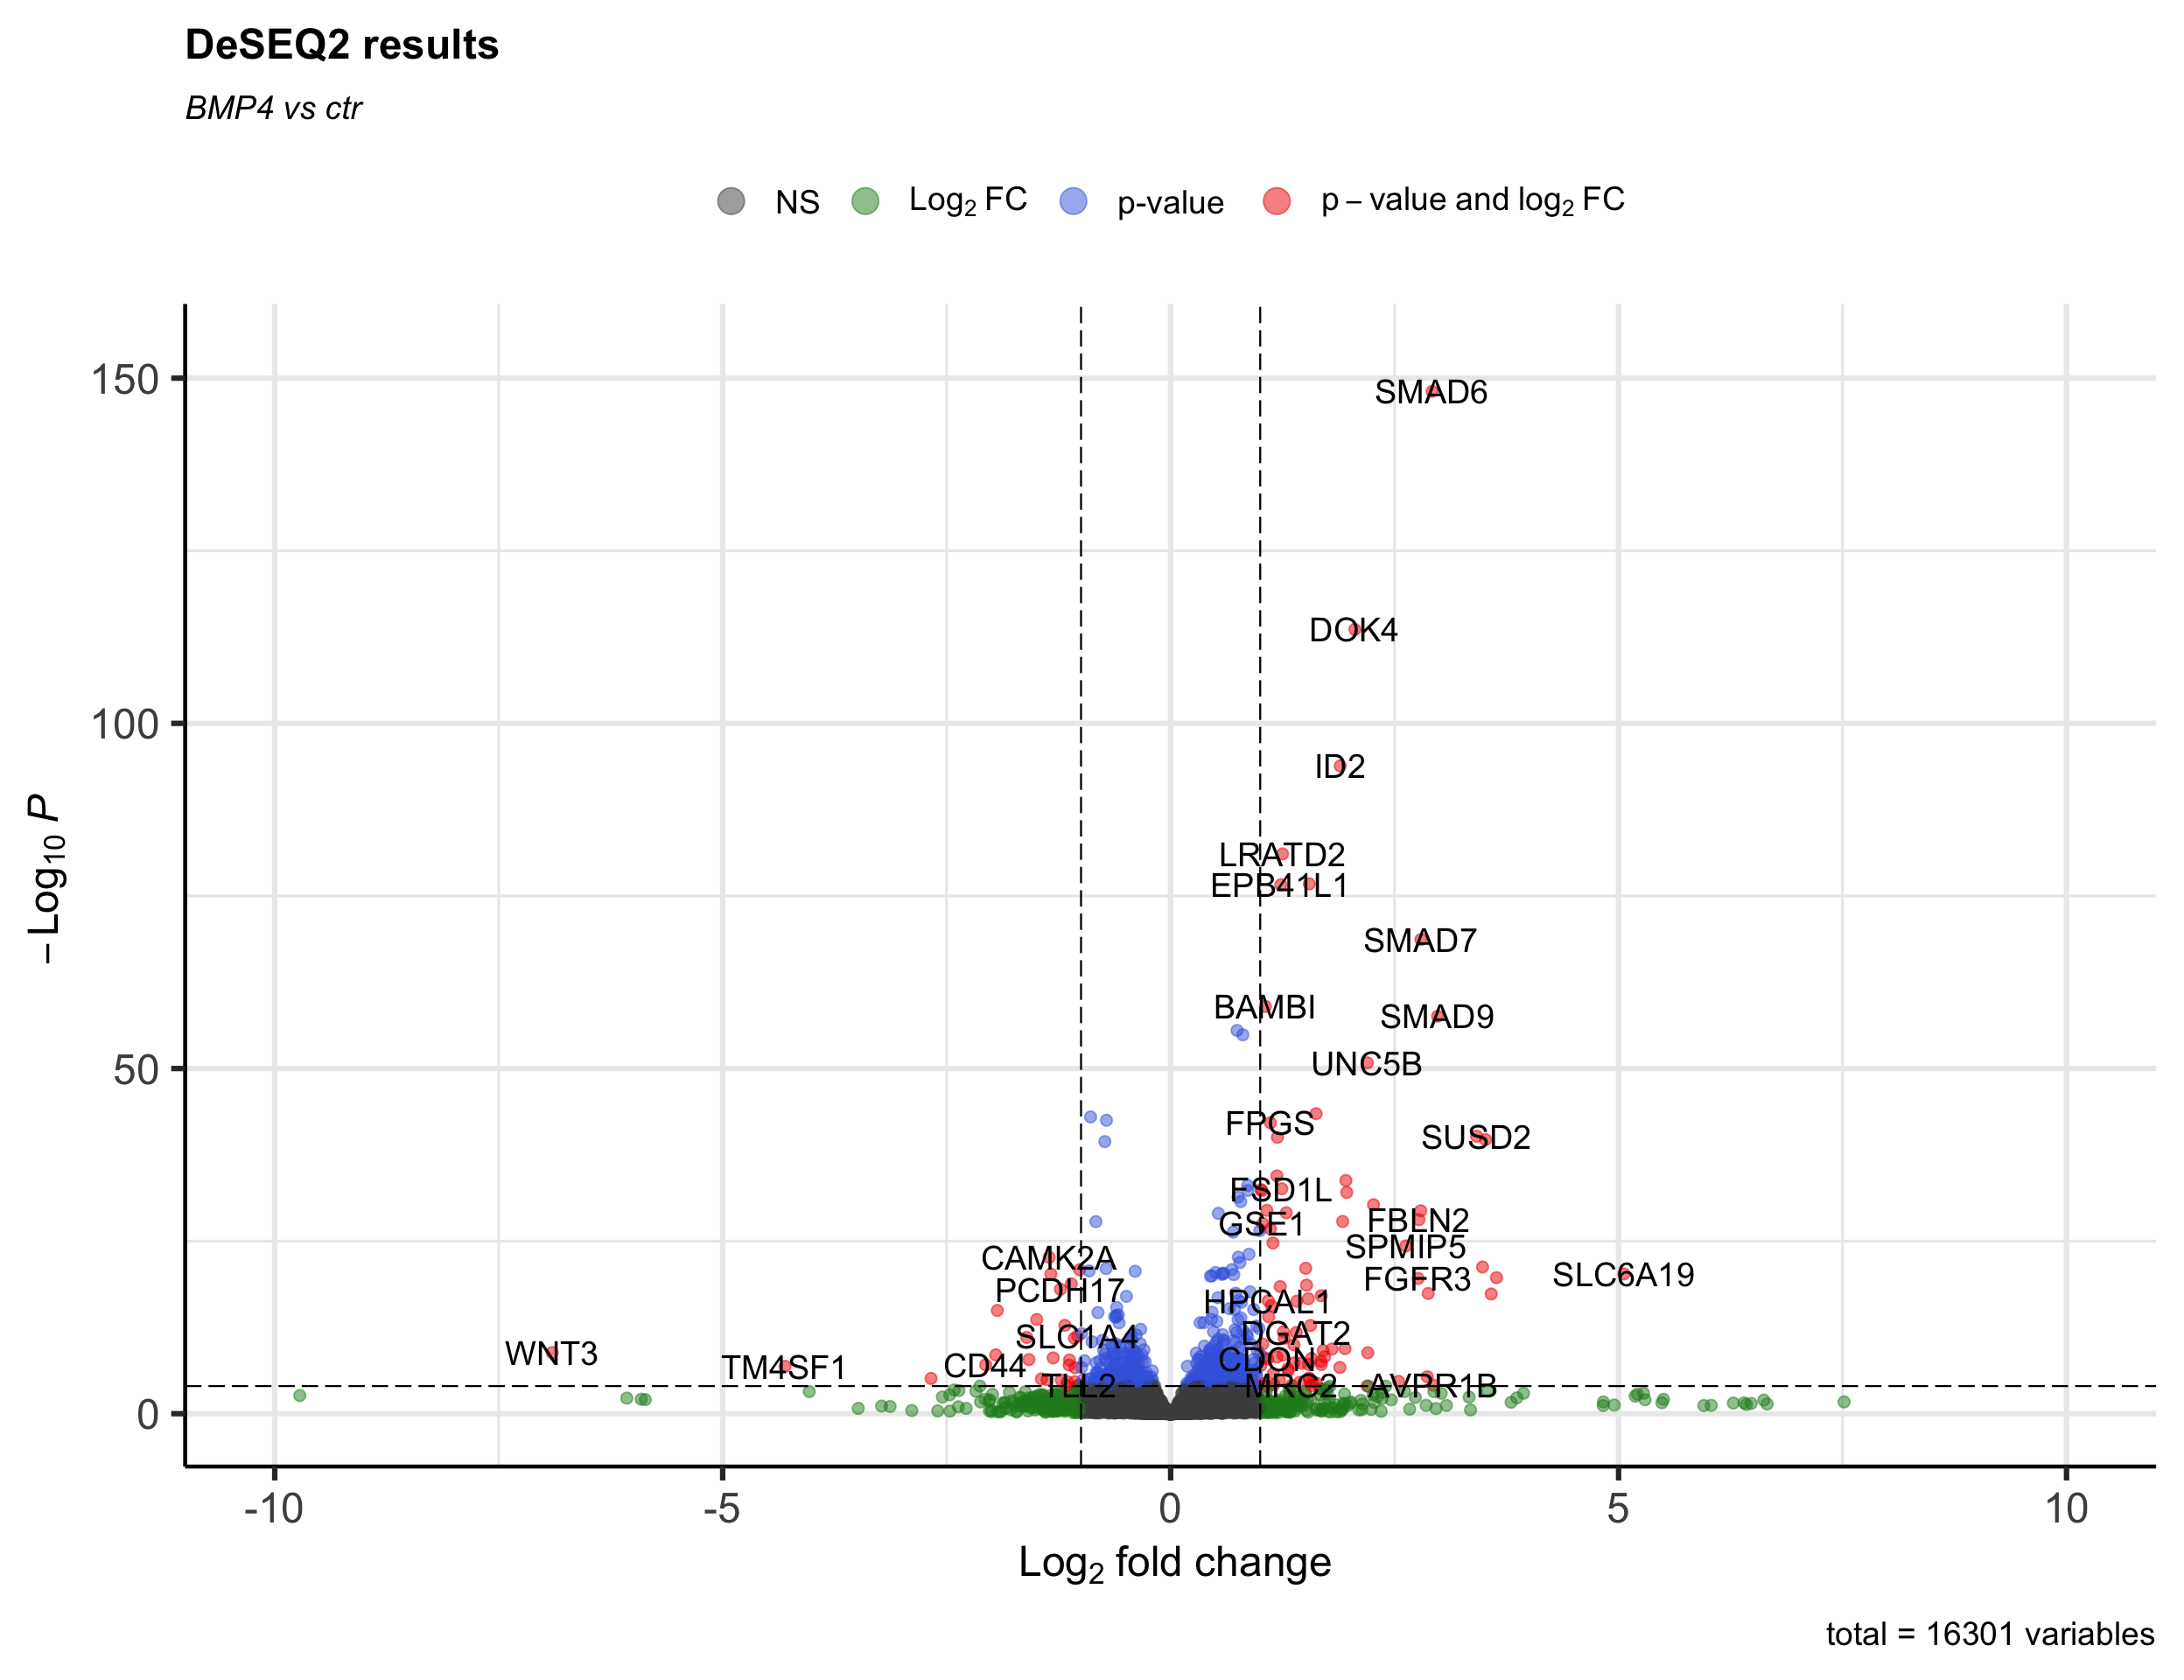 DeSEQ2 results
BMP4 vs ctr
NS Log2 FC p-value p – value and log2 FC
150
100
50
0
– Log10 P
SMAD6
DOK4
ID2
LRATD2
EPB41L1
SMAD7
BAMBI
SMAD9
UNC5B
FPGS
SUSD2
FSD1L
GSE1
FBLN2
SPMIP5
CAMK2A
FGFR3
SLC6A19
PCDH17
HPCAL1
SLC1A4
DGAT2
WNT3
TM4SF1
CD44
CDON
TLL2
MRC2
AVPR1B
-10 -5 0 5 10
Log2 fold change
total = 16301 variables